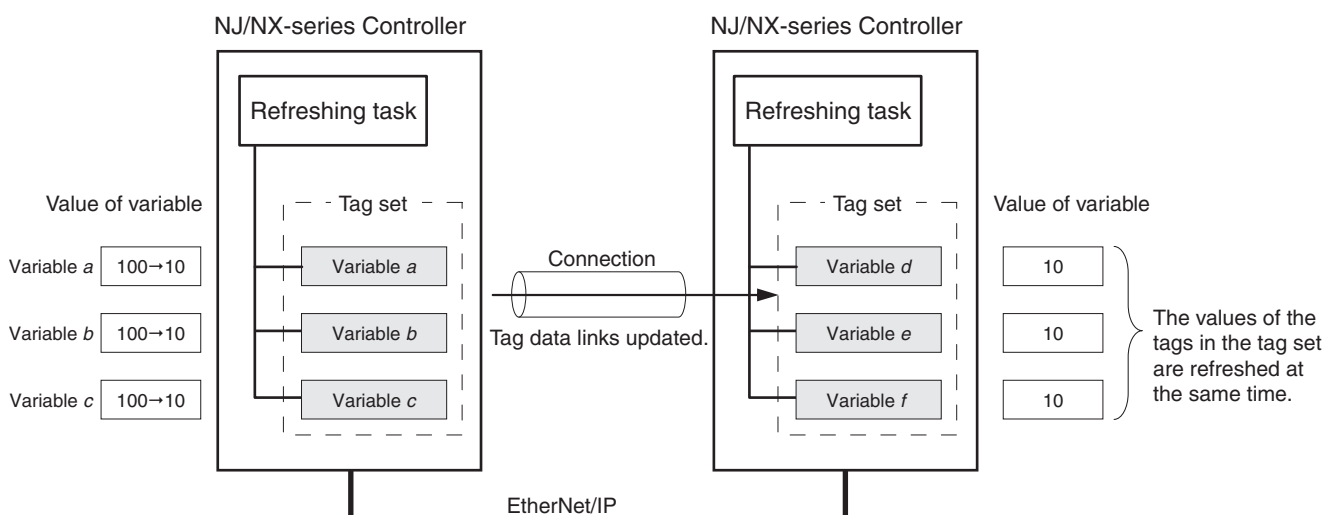 NJ/NX-series Controller
NJ/NX-series Controller
Refreshing task
Refreshing task
Value of variable
Tag set
Tag set
Value of variable
Variable a
100→10
Variable a
Connection
Variable d
10
Variable b
100→10
Variable b
Tag data links updated.
Variable e
10
The values of the
tags in the tag set
are refreshed at
the same time.
Variable c
100→10
Variable c
Variable f
10
EtherNet/IP